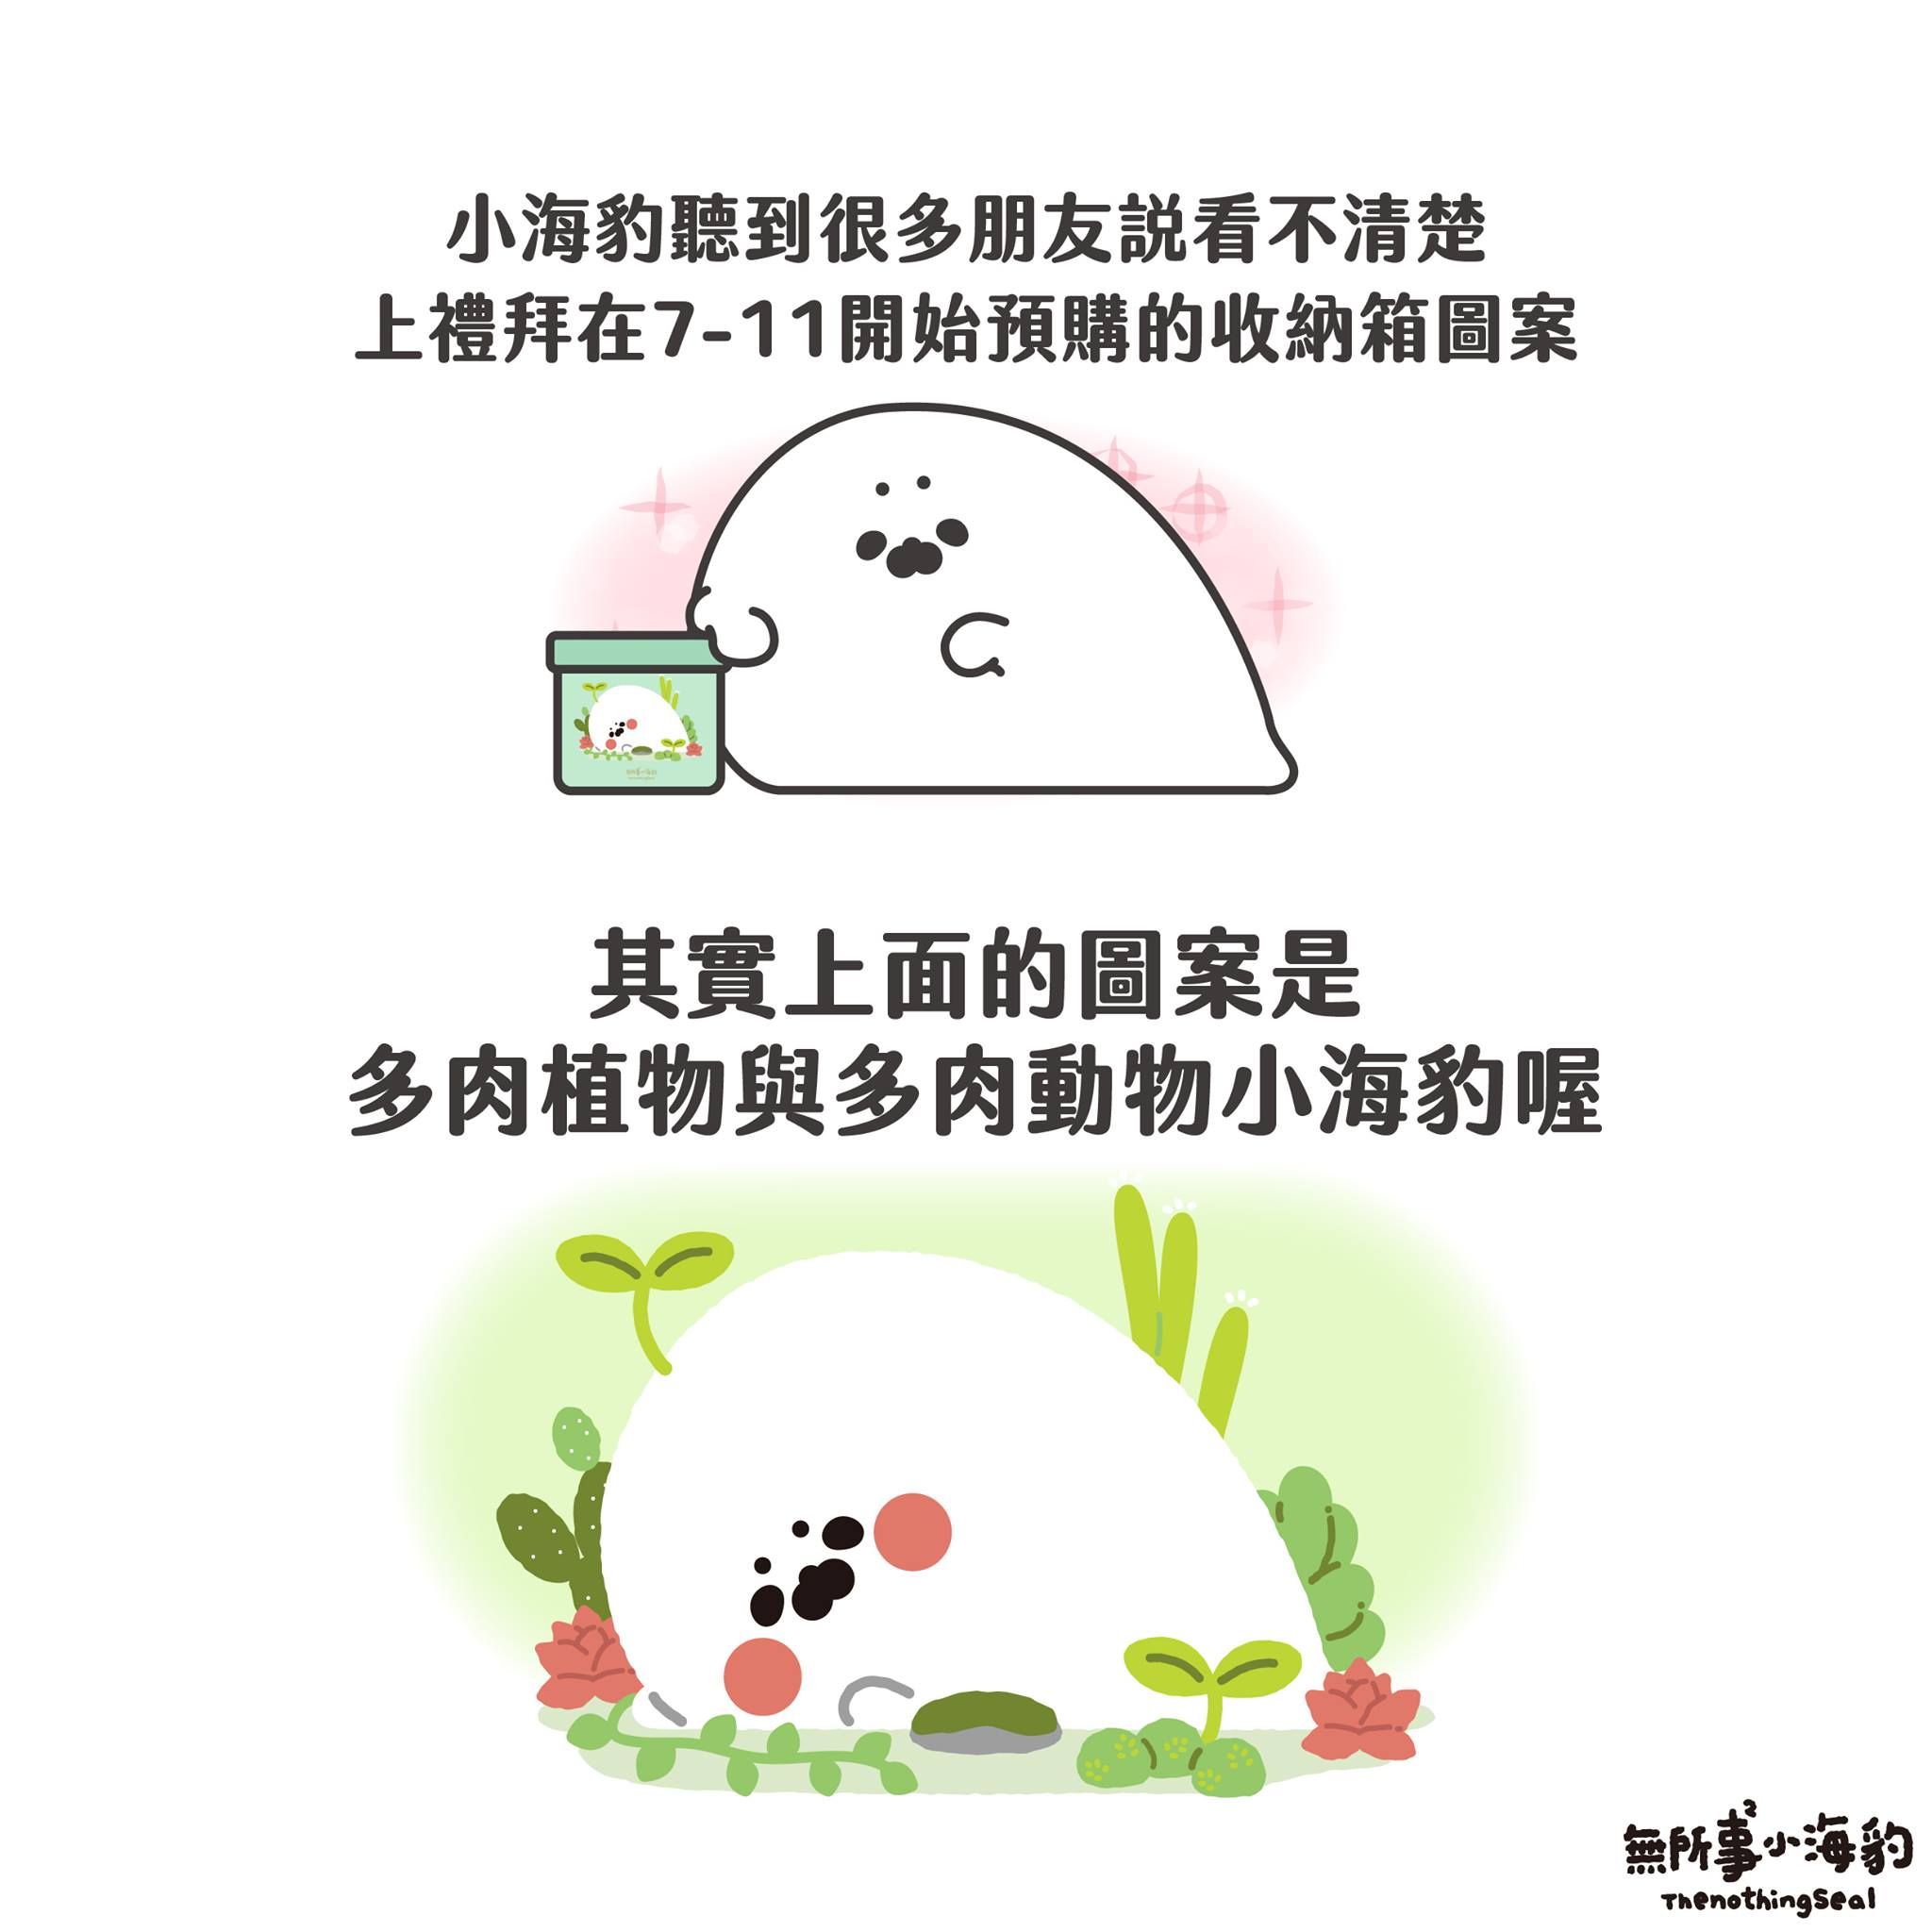 小海豹聽到很多朋友説看不清楚
上禮拜在7-11開始預購的收納箱圖案
其實上面的圖案是
多肉植物與多肉動物小海豹喔
無所事²小海豹
Thenothingseal